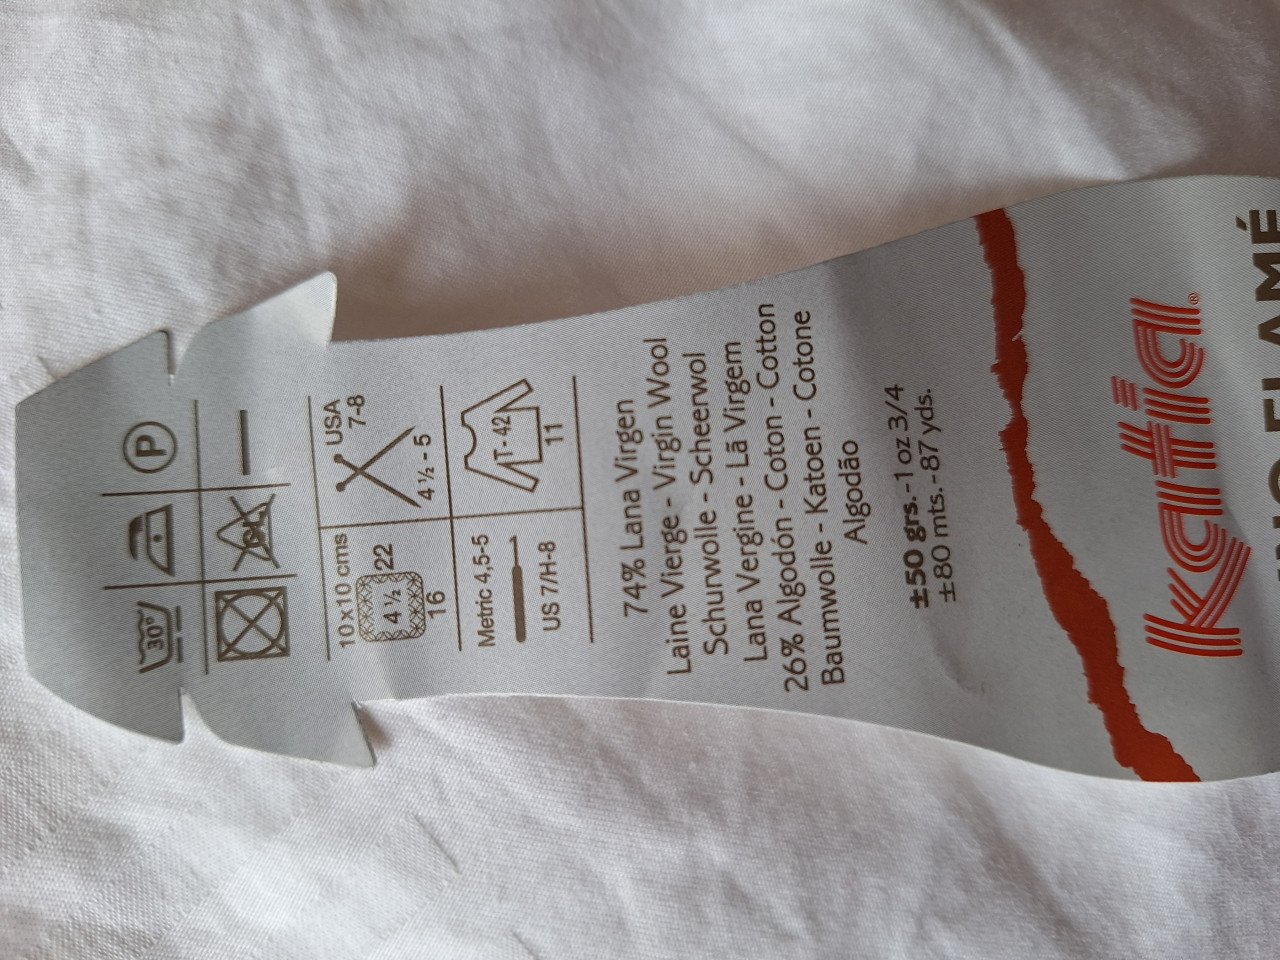 30°
P
CL
10x10 cms
4 ½
22
16
USA
7-8
4 ½ - 5
Metric 4,5-5
US 7/H-8
T - 42
11
74% Lana Virgen
Laine Vierge - Virgin Wool
Schurwolle - Scheerwol
Lana Vergine - Lã Virgem
26% Algodón - Coton - Cotton
Baumwolle - Katoen - Cotone
Algodão
±50 grs.-1 oz 3/4
±80 mts.-87 yds.
katia®
FLAMÉ